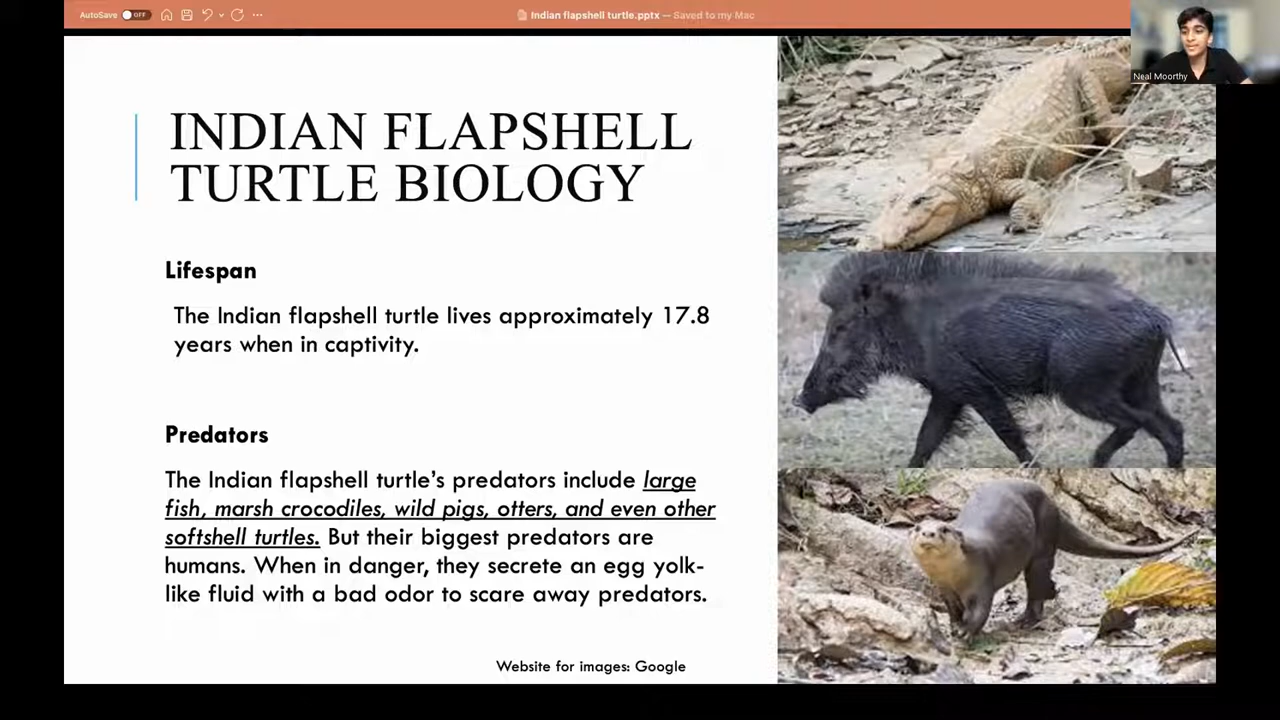 AutoSave OFF
Indian flapshell turtle.pptx — Saved to my Mac
Neal Moorthy
INDIAN FLAPSHELL
TURTLE BIOLOGY
Lifespan
The Indian flapshell turtle lives approximately 17.8
years when in captivity.
Predators
The Indian flapshell turtle's predators include large
fish, marsh crocodiles, wild pigs, otters, and even other
softshell turtles. But their biggest predators are
humans. When in danger, they secrete an egg yolk-
like fluid with a bad odor to scare away predators.
Website for images: Google